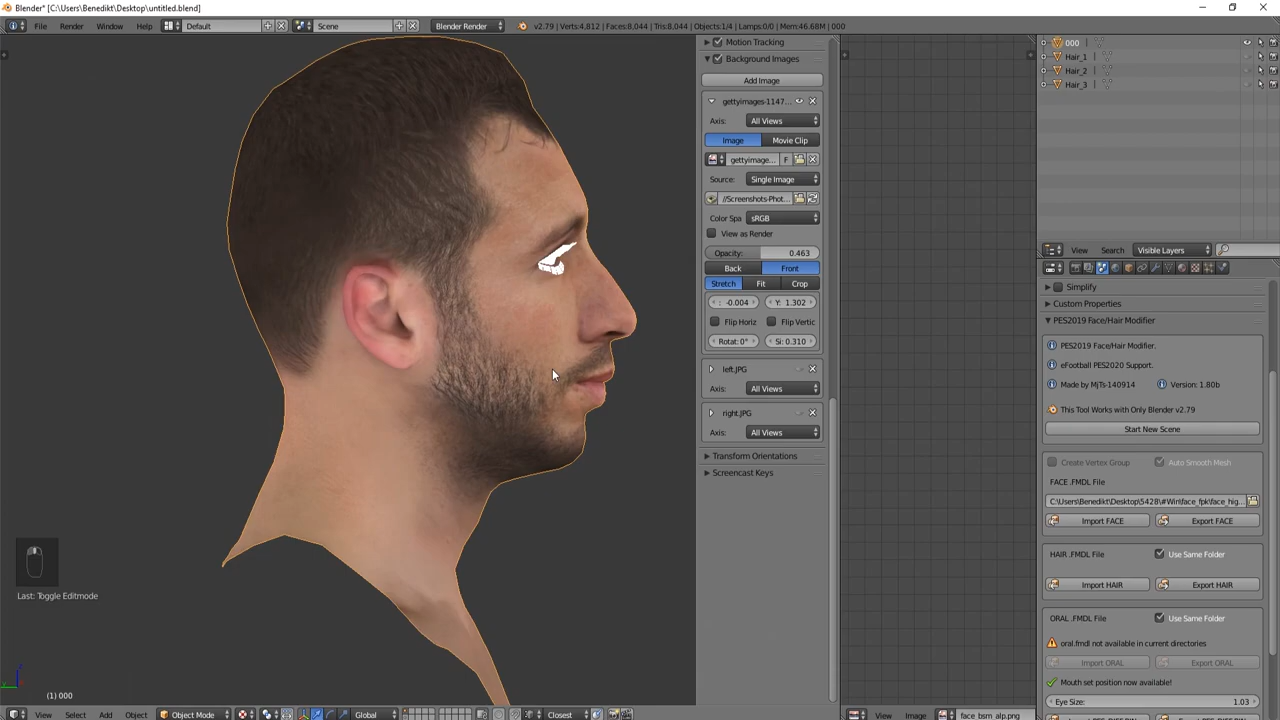 Blender* [C:\Users\Benedikt\Desktop\untitled.blend]
File Render Window Help Default Scene Blender Render v2.79 | Verts:4,812 | Faces:8,044 | Tris:8,044 | Objects:1/4 | Lamps:0/0 | Mem:46.68M | 000
Motion Tracking
Background Images
Add Image
gettyimages-1147...
Axis: All Views
Image Movie Clip
gettyimage... F
Source: Single Image
//Screenshots-Phot...
Color Spa sRGB
View as Render
Opacity: 0.463
Back Front
Stretch Fit Crop
: -0.004 Y: 1.302
Flip Horiz Flip Vertic
Rotat: 0° Si: 0.310
left.JPG
Axis: All Views
right.JPG
Axis: All Views
Transform Orientations
Screencast Keys
Last: Toggle Editmode
(1) 000
View Select Add Object Object Mode Global Closest
View Image face_bsm_alp.png
000
Hair_1
Hair_2
Hair_3
View Search Visible Layers
Simplify
Custom Properties
PES2019 Face/Hair Modifier
PES2019 Face/Hair Modifier.
eFootball PES2020 Support.
Made by MjTs-140914 Version: 1.80b
This Tool Works with Only Blender v2.79
Start New Scene
Create Vertex Group Auto Smooth Mesh
FACE .FMDL File
C:\Users\Benedikt\Desktop\5428\#Win\face_fpk\face_hig...
Import FACE Export FACE
HAIR .FMDL File Use Same Folder
Import HAIR Export HAIR
ORAL .FMDL File Use Same Folder
oral.fmdl not available in current directories
Import ORAL Export ORAL
Mouth set position now available!
Eye Size: 1.03